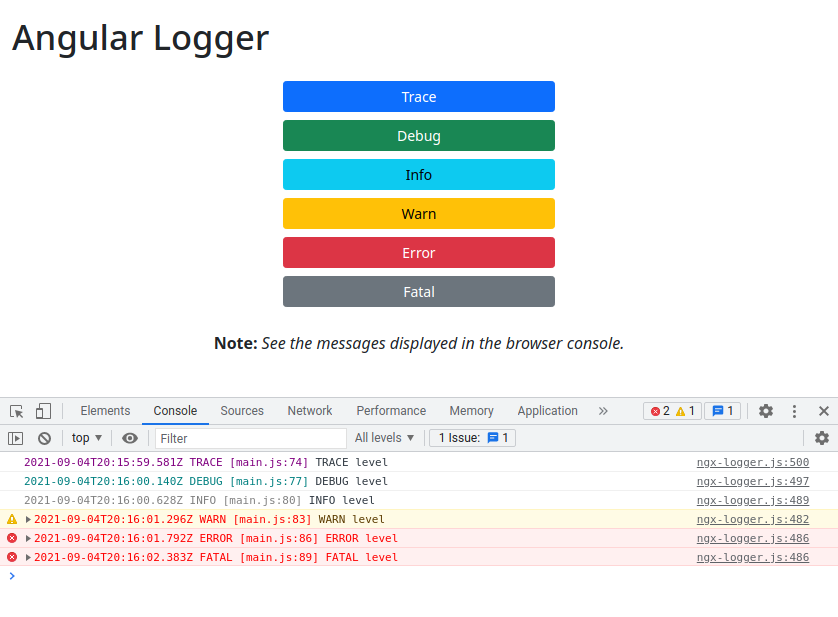 Angular Logger
Trace
Debug
Info
Warn
Error
Fatal
Note: See the messages displayed in the browser console.
Elements Console Sources Network Performance Memory Application 2 1 1
top Filter All levels 1 Issue: 1
2021-09-04T20:15:59.581Z TRACE [main.js:74] TRACE level ngx-logger.js:500
2021-09-04T20:16:00.140Z DEBUG [main.js:77] DEBUG level ngx-logger.js:497
2021-09-04T20:16:00.628Z INFO [main.js:80] INFO level ngx-logger.js:489
2021-09-04T20:16:01.296Z WARN [main.js:83] WARN level ngx-logger.js:482
2021-09-04T20:16:01.792Z ERROR [main.js:86] ERROR level ngx-logger.js:486
2021-09-04T20:16:02.383Z FATAL [main.js:89] FATAL level ngx-logger.js:486